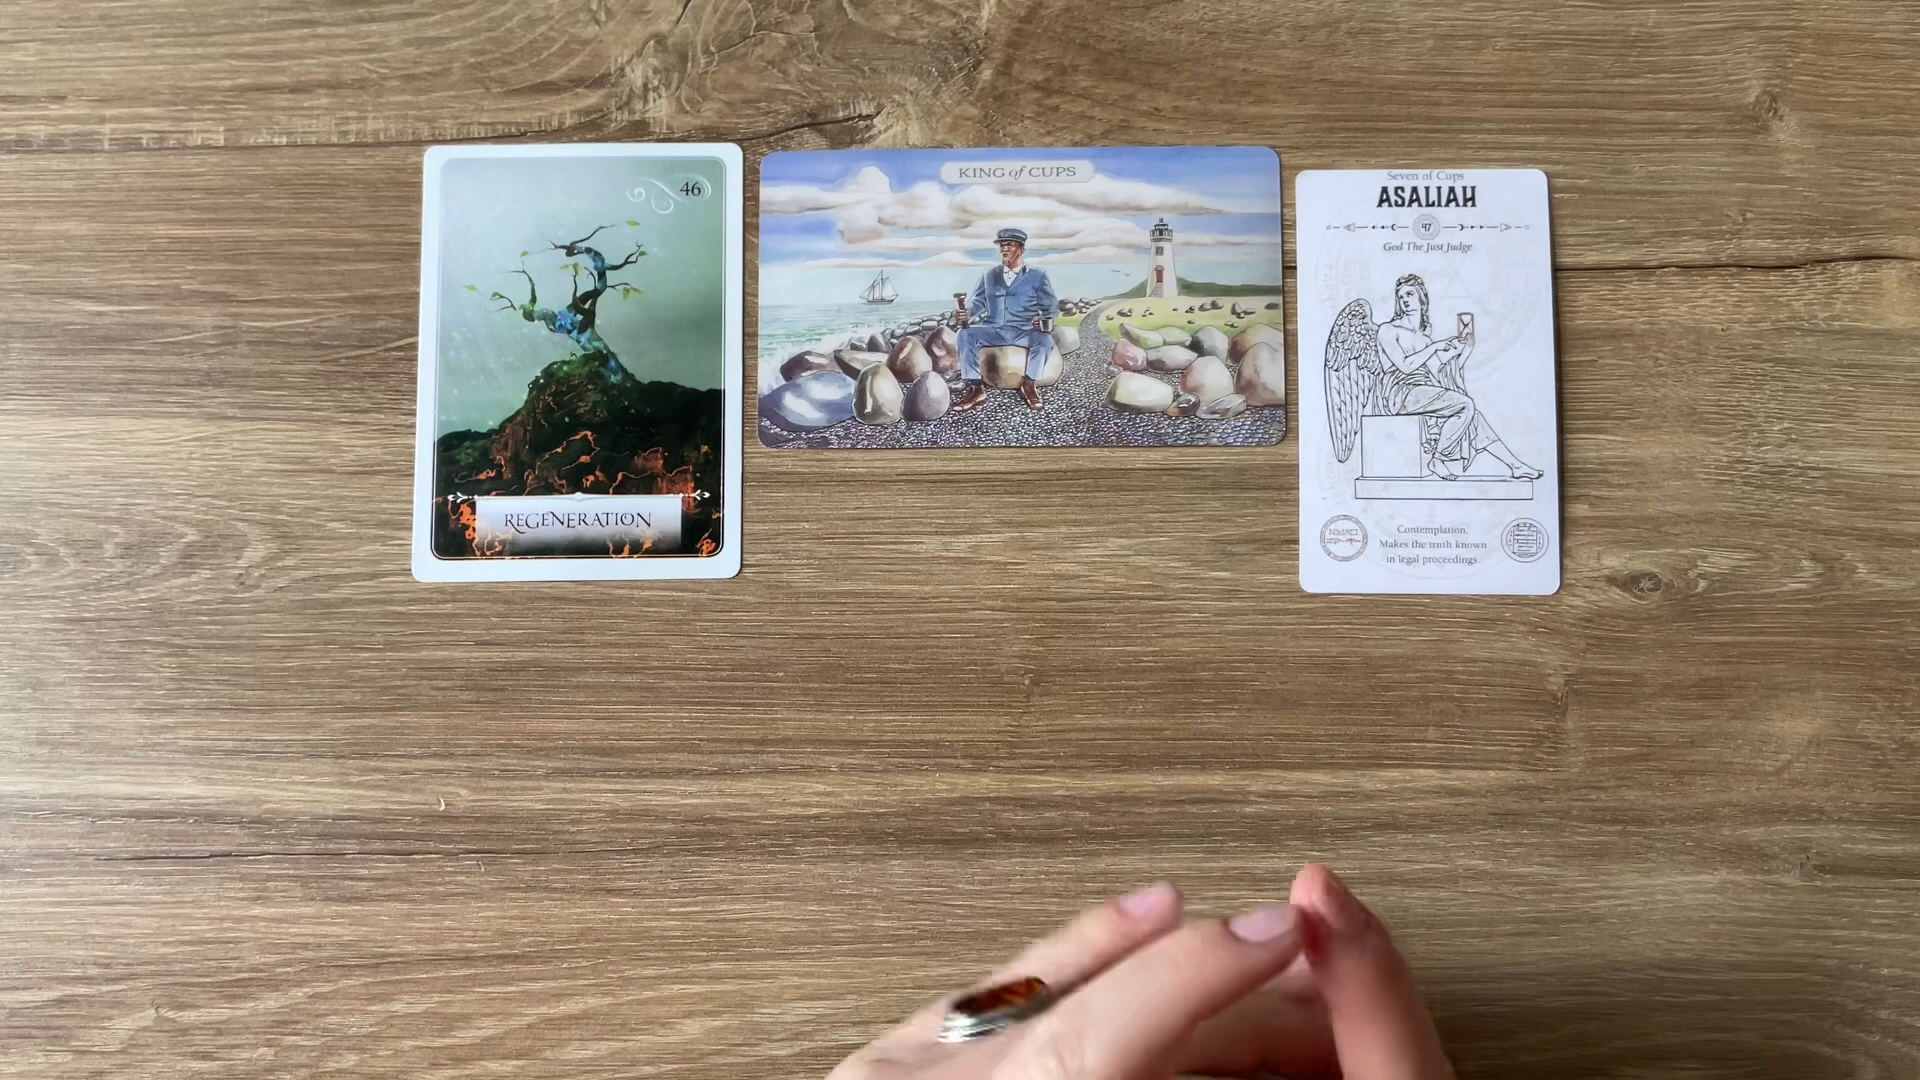 46
REGENERATION
KING of CUPS
Seven of Cups
ASALIAH
47
God The Just Judge
Contemplation.
Makes the truth known
in legal proceedings.